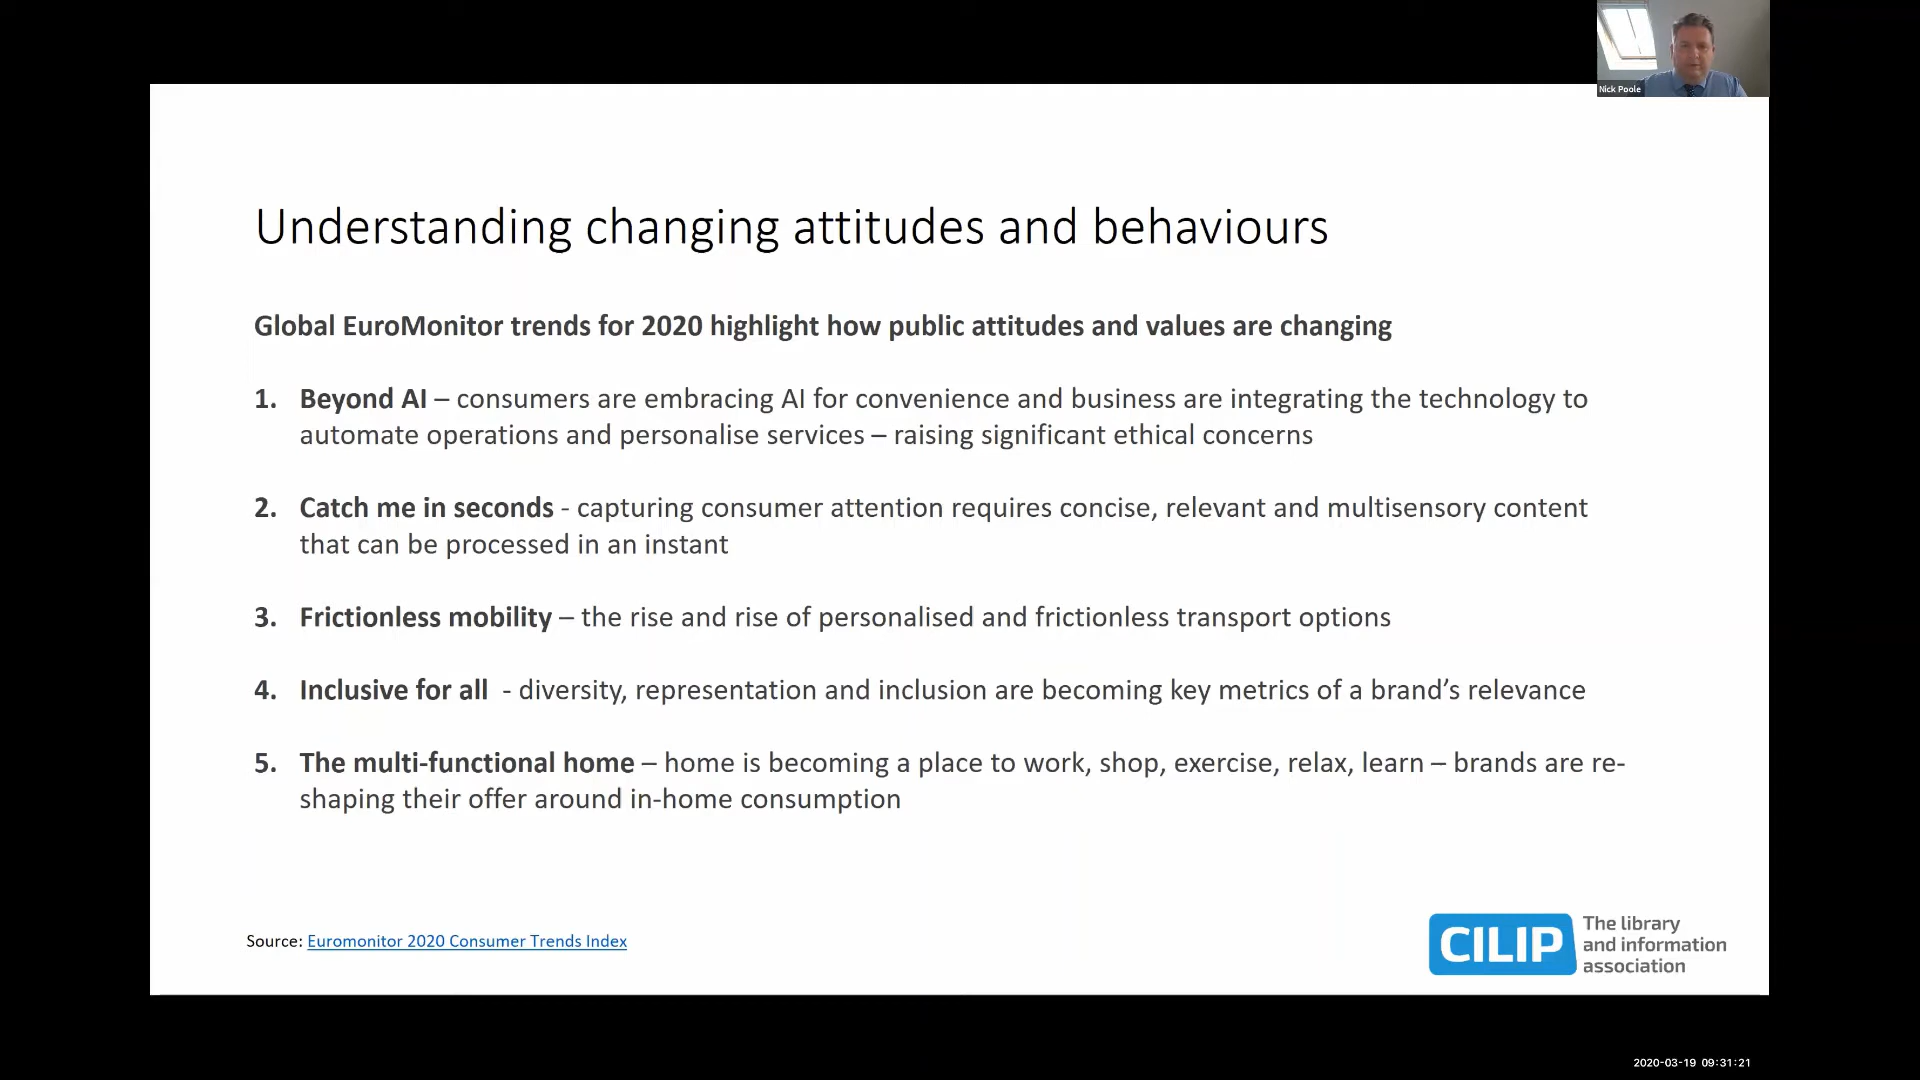 Nick Poole
Understanding changing attitudes and behaviours
Global EuroMonitor trends for 2020 highlight how public attitudes and values are changing
1. Beyond AI – consumers are embracing AI for convenience and business are integrating the technology to
automate operations and personalise services – raising significant ethical concerns
2. Catch me in seconds - capturing consumer attention requires concise, relevant and multisensory content
that can be processed in an instant
3. Frictionless mobility – the rise and rise of personalised and frictionless transport options
4. Inclusive for all - diversity, representation and inclusion are becoming key metrics of a brand’s relevance
5. The multi-functional home – home is becoming a place to work, shop, exercise, relax, learn – brands are re-
shaping their offer around in-home consumption
Source: Euromonitor 2020 Consumer Trends Index
CILIP
The library
and information
association
2020-03-19 09:31:21